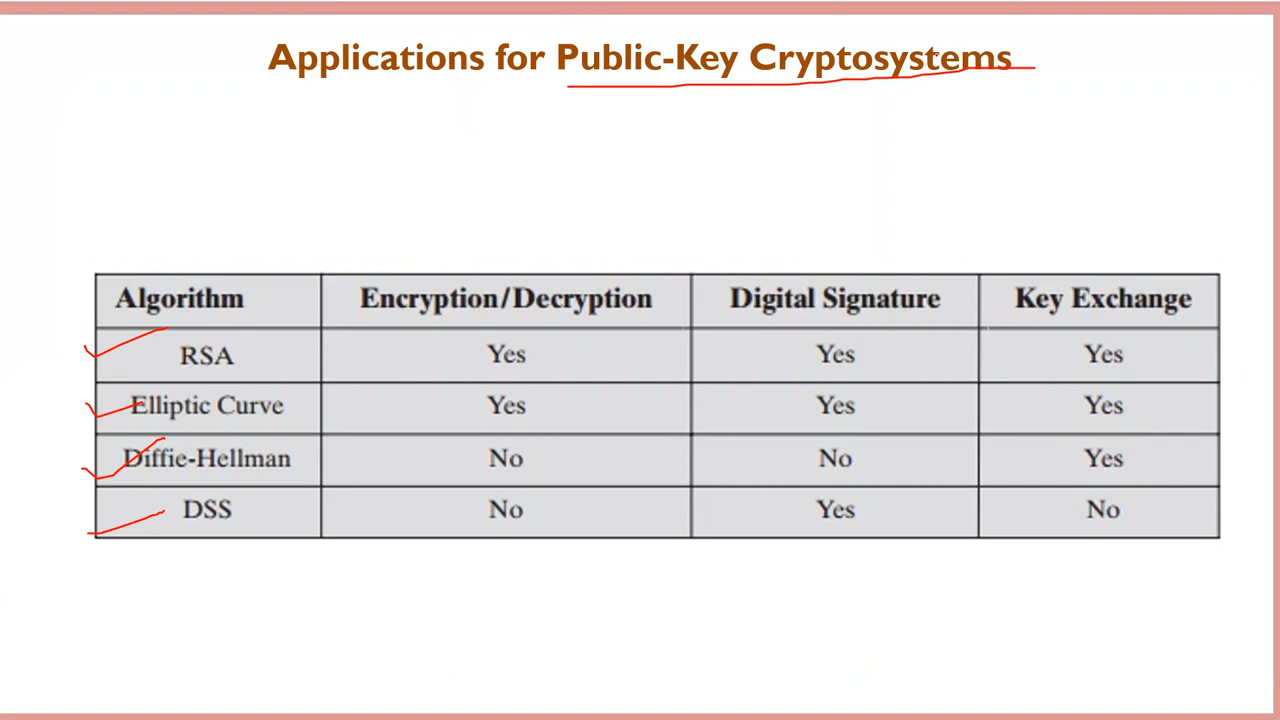 Applications for Public-Key Cryptosystems
Algorithm Encryption/Decryption Digital Signature Key Exchange
RSA Yes Yes Yes
Elliptic Curve Yes Yes Yes
Diffie-Hellman No No Yes
DSS No Yes No